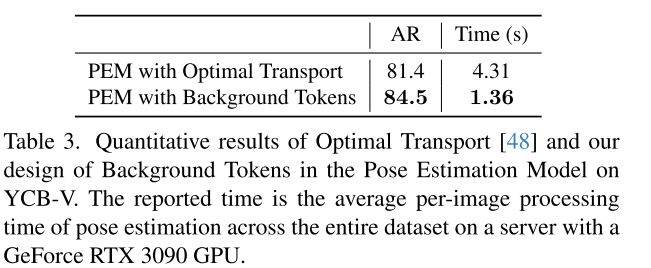 AR Time (s)
PEM with Optimal Transport 81.4 4.31
PEM with Background Tokens 84.5 1.36
Table 3. Quantitative results of Optimal Transport [48] and our
design of Background Tokens in the Pose Estimation Model on
YCB-V. The reported time is the average per-image processing
time of pose estimation across the entire dataset on a server with a
GeForce RTX 3090 GPU.